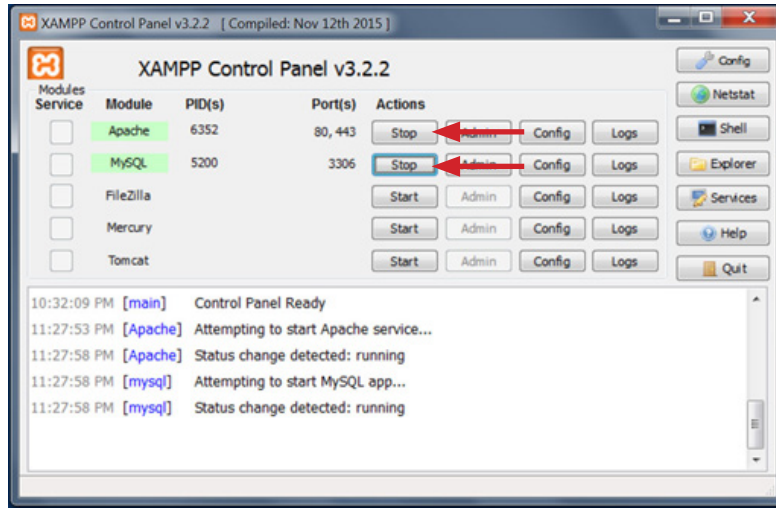 XAMPP Control Panel v3.2.2 [ Compiled: Nov 12th 2015 ]
XAMPP Control Panel v3.2.2
Config
Modules
Service Module PID(s) Port(s) Actions
Netstat
Apache 6352 80, 443 Stop Admin Config Logs
Shell
MySQL 5200 3306 Stop Admin Config Logs
Explorer
FileZilla Start Admin Config Logs
Services
Mercury Start Admin Config Logs
Help
Tomcat Start Admin Config Logs
Quit
10:32:09 PM [main] Control Panel Ready
11:27:53 PM [Apache] Attempting to start Apache service...
11:27:58 PM [Apache] Status change detected: running
11:27:58 PM [mysql] Attempting to start MySQL app...
11:27:58 PM [mysql] Status change detected: running